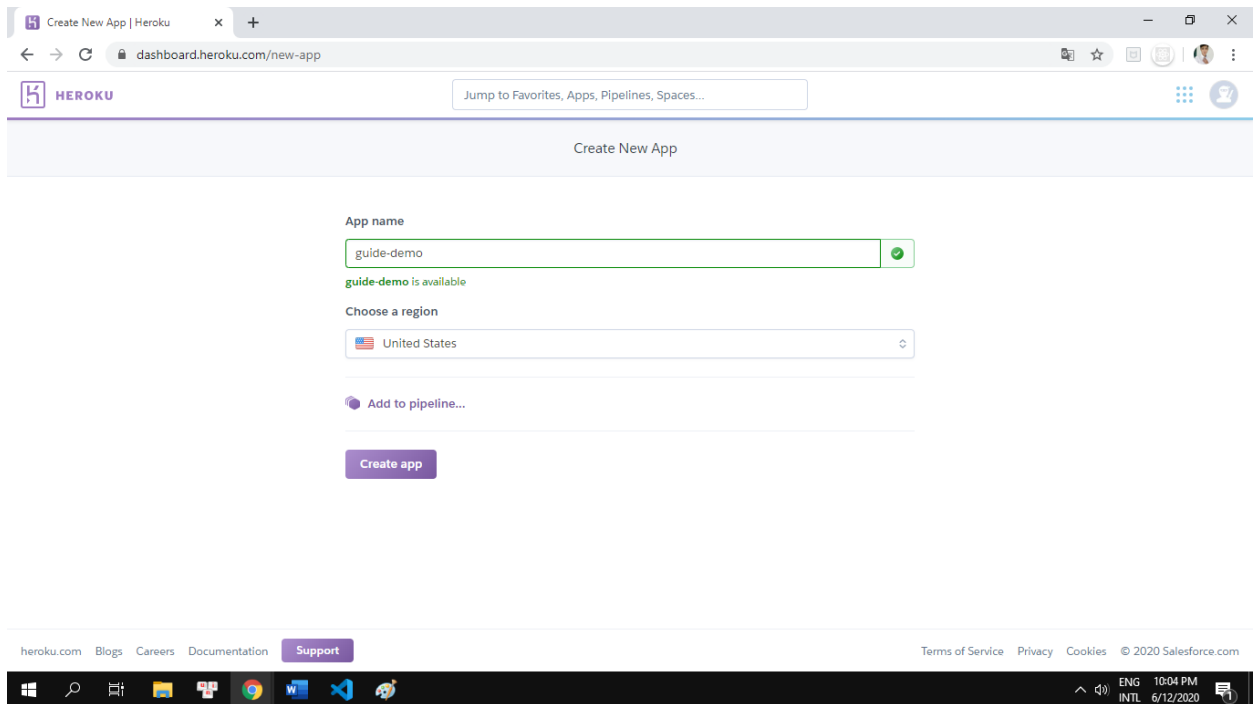 Create New App | Heroku
dashboard.heroku.com/new-app
HEROKU
Jump to Favorites, Apps, Pipelines, Spaces...
Create New App
App name
guide-demo
guide-demo is available
Choose a region
United States
Add to pipeline...
Create app
heroku.com Blogs Careers Documentation Support Terms of Service Privacy Cookies © 2020 Salesforce.com
ENG 10:04 PM
INTL 6/12/2020 1